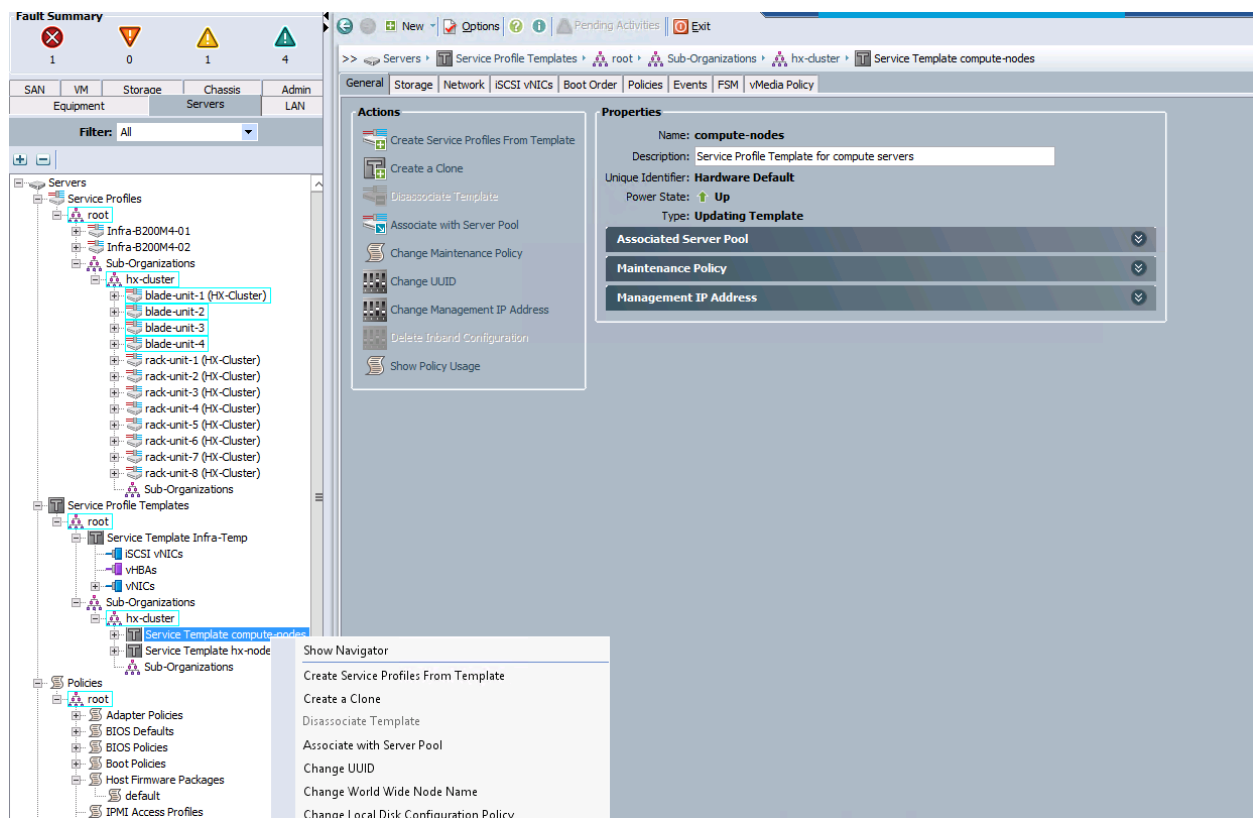 Fault Summary
1 0 1 4
SAN VM Storage Chassis Admin
Equipment Servers LAN
Filter: All
Servers
Service Profiles
root
Infra-B200M4-01
Infra-B200M4-02
Sub-Organizations
hx-cluster
blade-unit-1 (HX-Cluster)
blade-unit-2
blade-unit-3
blade-unit-4
rack-unit-1 (HX-Cluster)
rack-unit-2 (HX-Cluster)
rack-unit-3 (HX-Cluster)
rack-unit-4 (HX-Cluster)
rack-unit-5 (HX-Cluster)
rack-unit-6 (HX-Cluster)
rack-unit-7 (HX-Cluster)
rack-unit-8 (HX-Cluster)
Sub-Organizations
Service Profile Templates
root
Service Template Infra-Temp
iSCSI vNICs
vHBAs
vNICs
Sub-Organizations
hx-cluster
Service Template compute-nodes
Service Template hx-node
Sub-Organizations
Policies
root
Adapter Policies
BIOS Defaults
BIOS Policies
Boot Policies
Host Firmware Packages
default
IPMI Access Profiles
New Options Pending Activities Exit
>> Servers Service Profile Templates root Sub-Organizations hx-cluster Service Template compute-nodes
General Storage Network iSCSI vNICs Boot Order Policies Events FSM vMedia Policy
Actions
Create Service Profiles From Template
Create a Clone
Disassociate Template
Associate with Server Pool
Change Maintenance Policy
Change UUID
Change Management IP Address
Delete Inband Configuration
Show Policy Usage
Properties
Name: compute-nodes
Description: Service Profile Template for compute servers
Unique Identifier: Hardware Default
Power State: Up
Type: Updating Template
Associated Server Pool
Maintenance Policy
Management IP Address
Show Navigator
Create Service Profiles From Template
Create a Clone
Disassociate Template
Associate with Server Pool
Change UUID
Change World Wide Node Name
Change Local Disk Configuration Policy